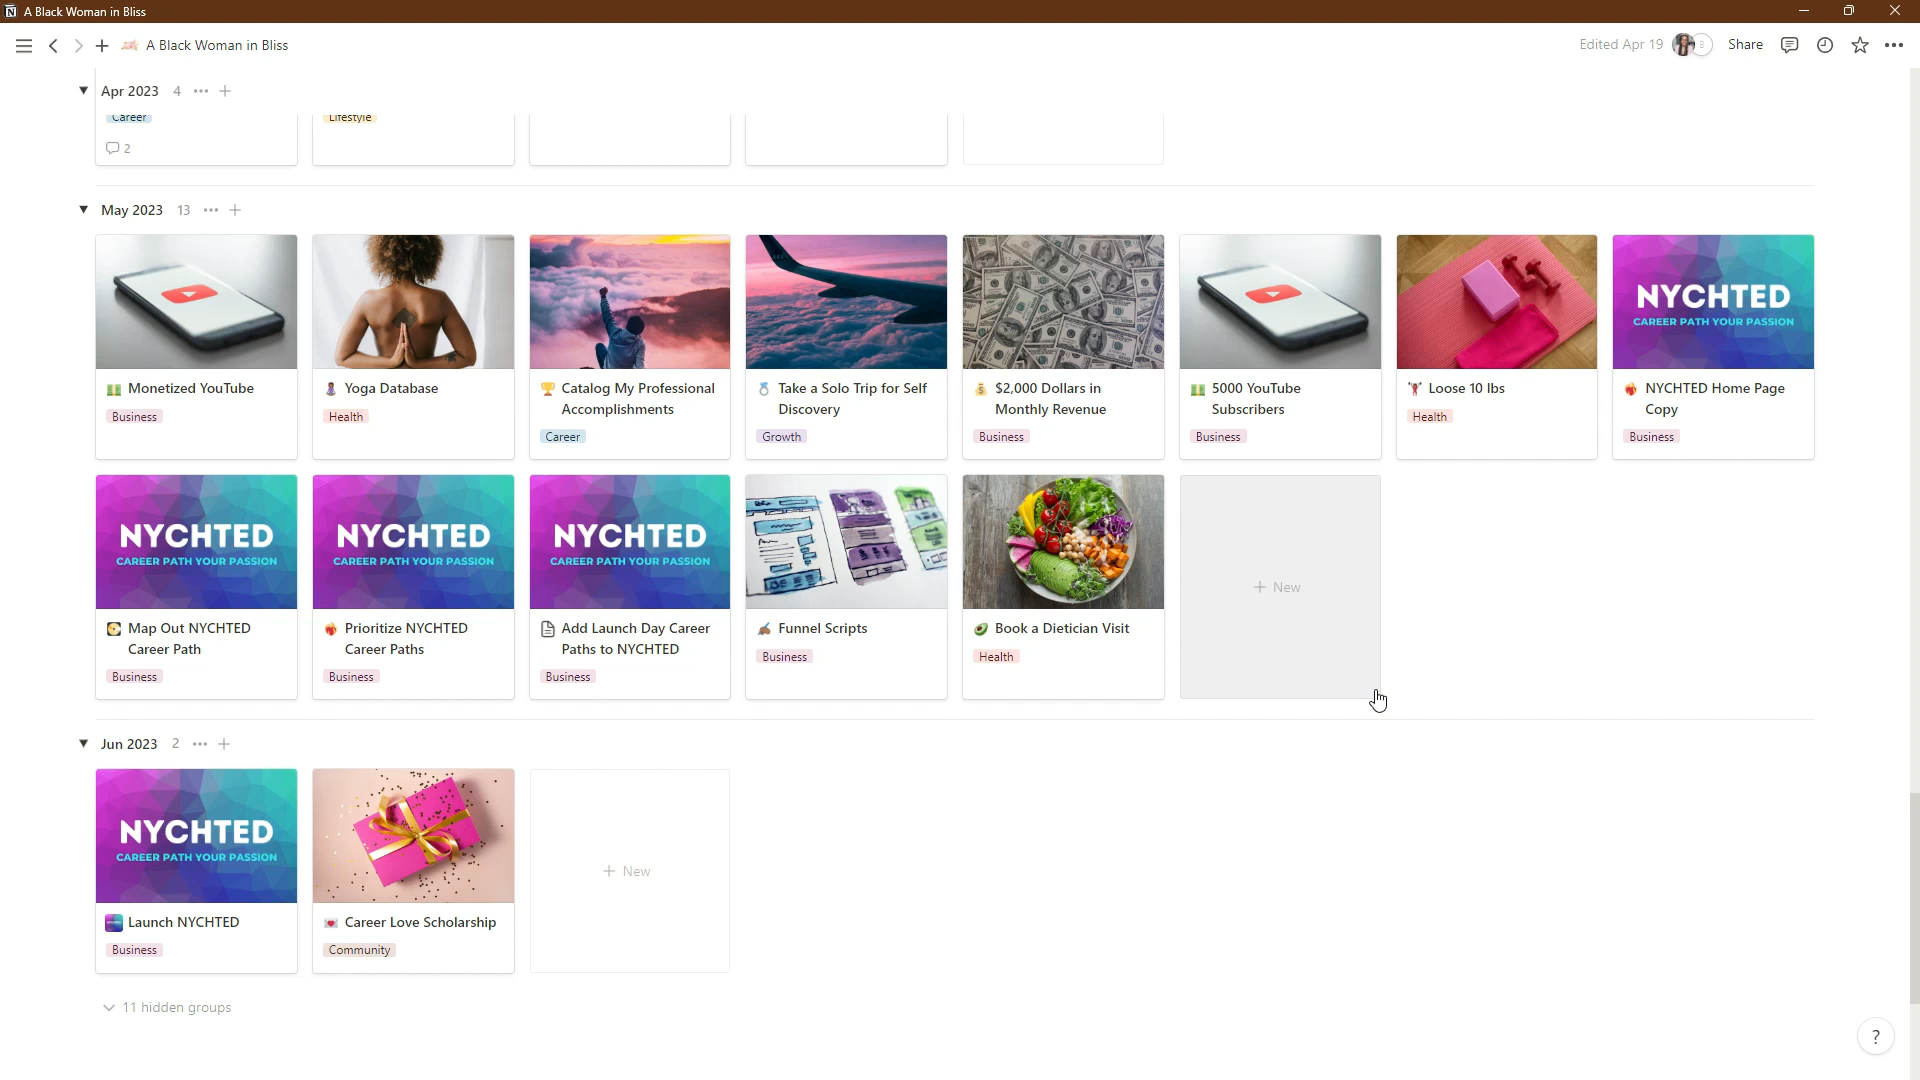 A Black Woman in Bliss
A Black Woman in Bliss
Edited Apr 19
Share
Apr 2023 4
Career
Lifestyle
2
May 2023 13
NYCHTED
CAREER PATH YOUR PASSION
Monetized YouTube
Business
Yoga Database
Health
Catalog My Professional
Accomplishments
Career
Take a Solo Trip for Self
Discovery
Growth
$2,000 Dollars in
Monthly Revenue
Business
5000 YouTube
Subscribers
Business
Loose 10 lbs
Health
NYCHTED Home Page
Copy
Business
NYCHTED
CAREER PATH YOUR PASSION
Map Out NYCHTED
Career Path
Business
NYCHTED
CAREER PATH YOUR PASSION
Prioritize NYCHTED
Career Paths
Business
NYCHTED
CAREER PATH YOUR PASSION
Add Launch Day Career
Paths to NYCHTED
Business
Funnel Scripts
Business
Book a Dietician Visit
Health
+ New
Jun 2023 2
NYCHTED
CAREER PATH YOUR PASSION
Launch NYCHTED
Business
Career Love Scholarship
Community
+ New
11 hidden groups
?